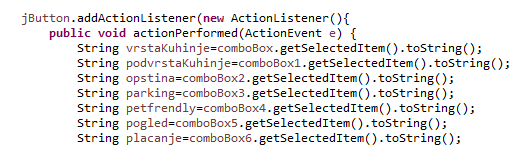 jButton.addActionListener(new ActionListener(){
public void actionPerformed(ActionEvent e) {
String vrstaKuhinje=comboBox.getSelectedItem().toString();
String podvrstaKuhinje=comboBox1.getSelectedItem().toString();
String opstina=comboBox2.getSelectedItem().toString();
String parking=comboBox3.getSelectedItem().toString();
String petfrendly=comboBox4.getSelectedItem().toString();
String pogled=comboBox5.getSelectedItem().toString();
String placanje=comboBox6.getSelectedItem().toString();